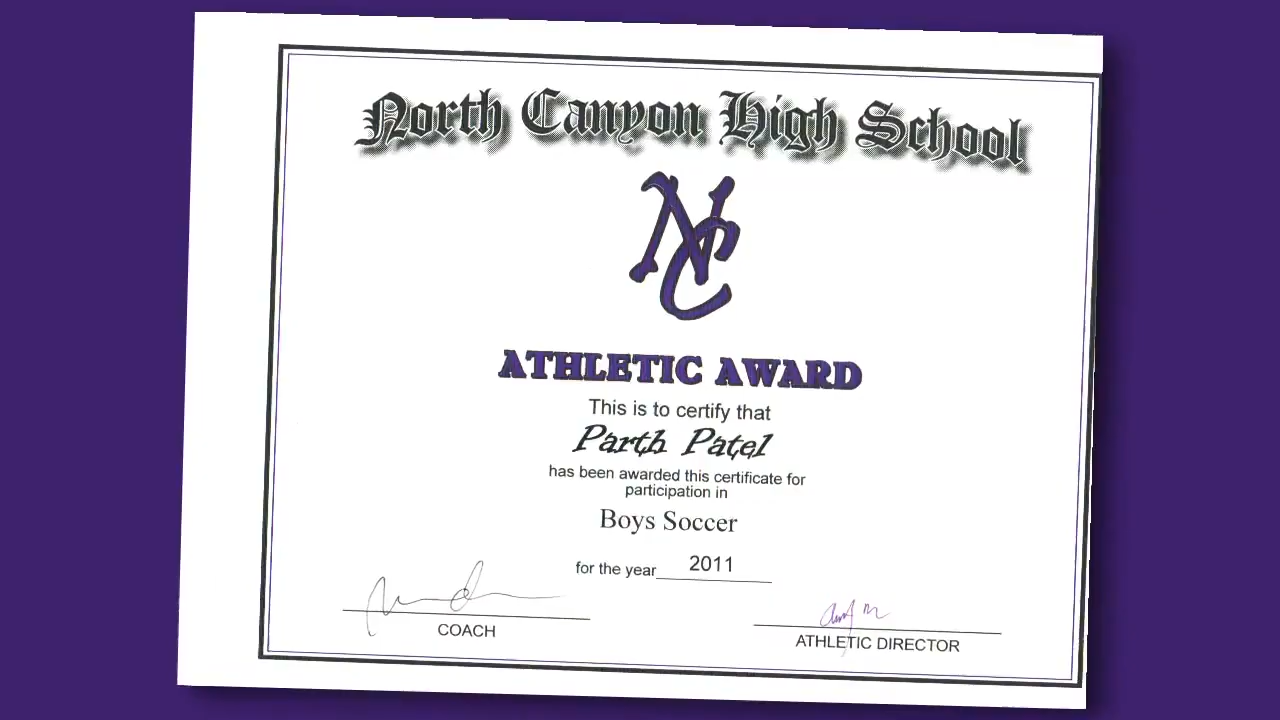 North Canyon High School
NC
ATHLETIC AWARD
This is to certify that
Parth Patel
has been awarded this certificate for
participation in
Boys Soccer
for the year 2011
COACH
ATHLETIC DIRECTOR